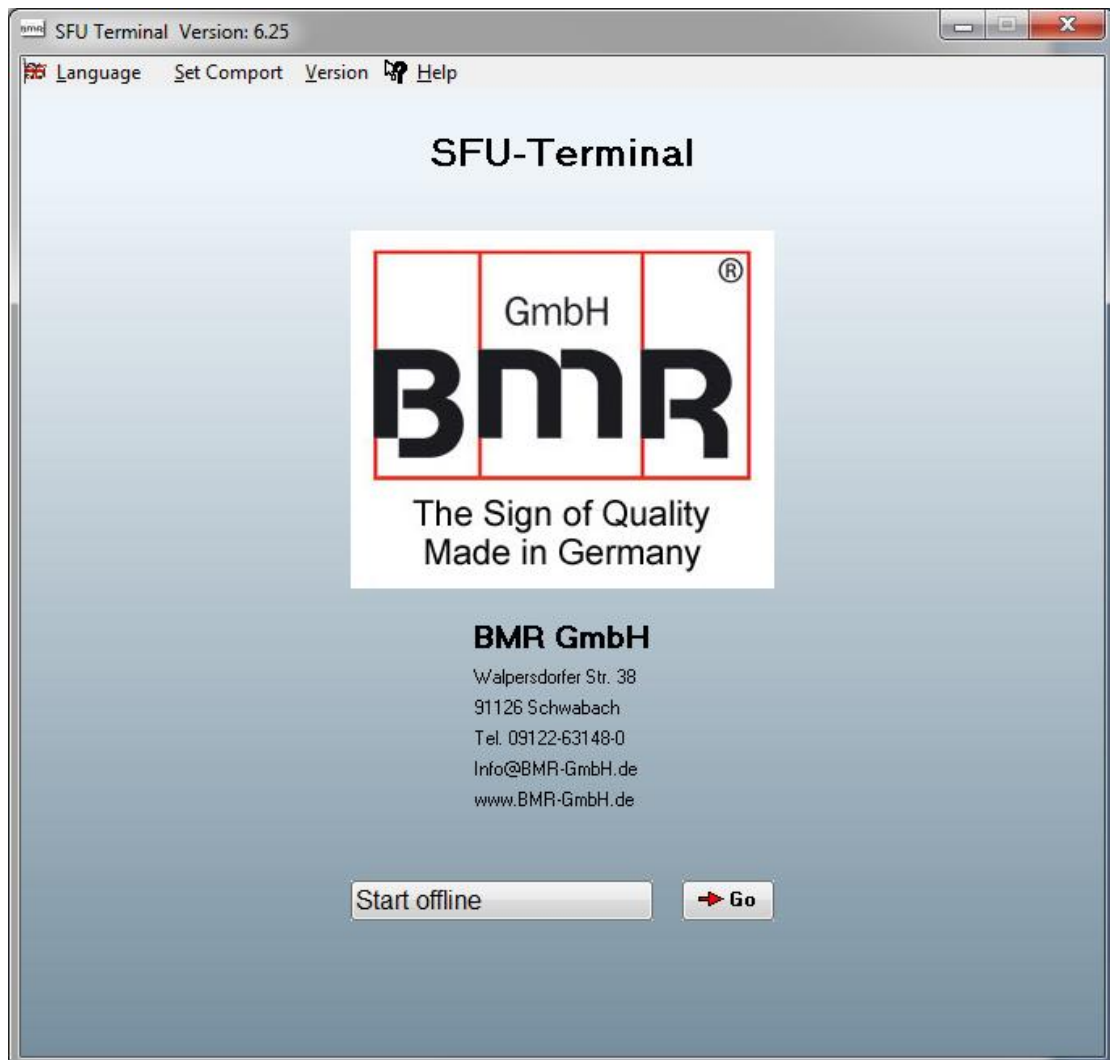 BMR SFU Terminal Version: 6.25
Language Set Comport Version Help
SFU-Terminal
®
GmbH
BMR
The Sign of Quality
Made in Germany
BMR GmbH
Walpersdorfer Str. 38
91126 Schwabach
Tel. 09122-63148-0
Info@BMR-GmbH.de
www.BMR-GmbH.de
Start offline Go